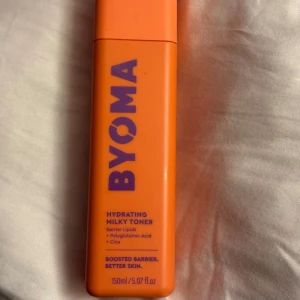 BYOMA
HYDRATING
MILKY TONER
Barrier Lipids
+ Polyglutamic Acid
+ Cica
BOOSTED BARRIER.
BETTER SKIN.
150ml/5.07 fl.oz